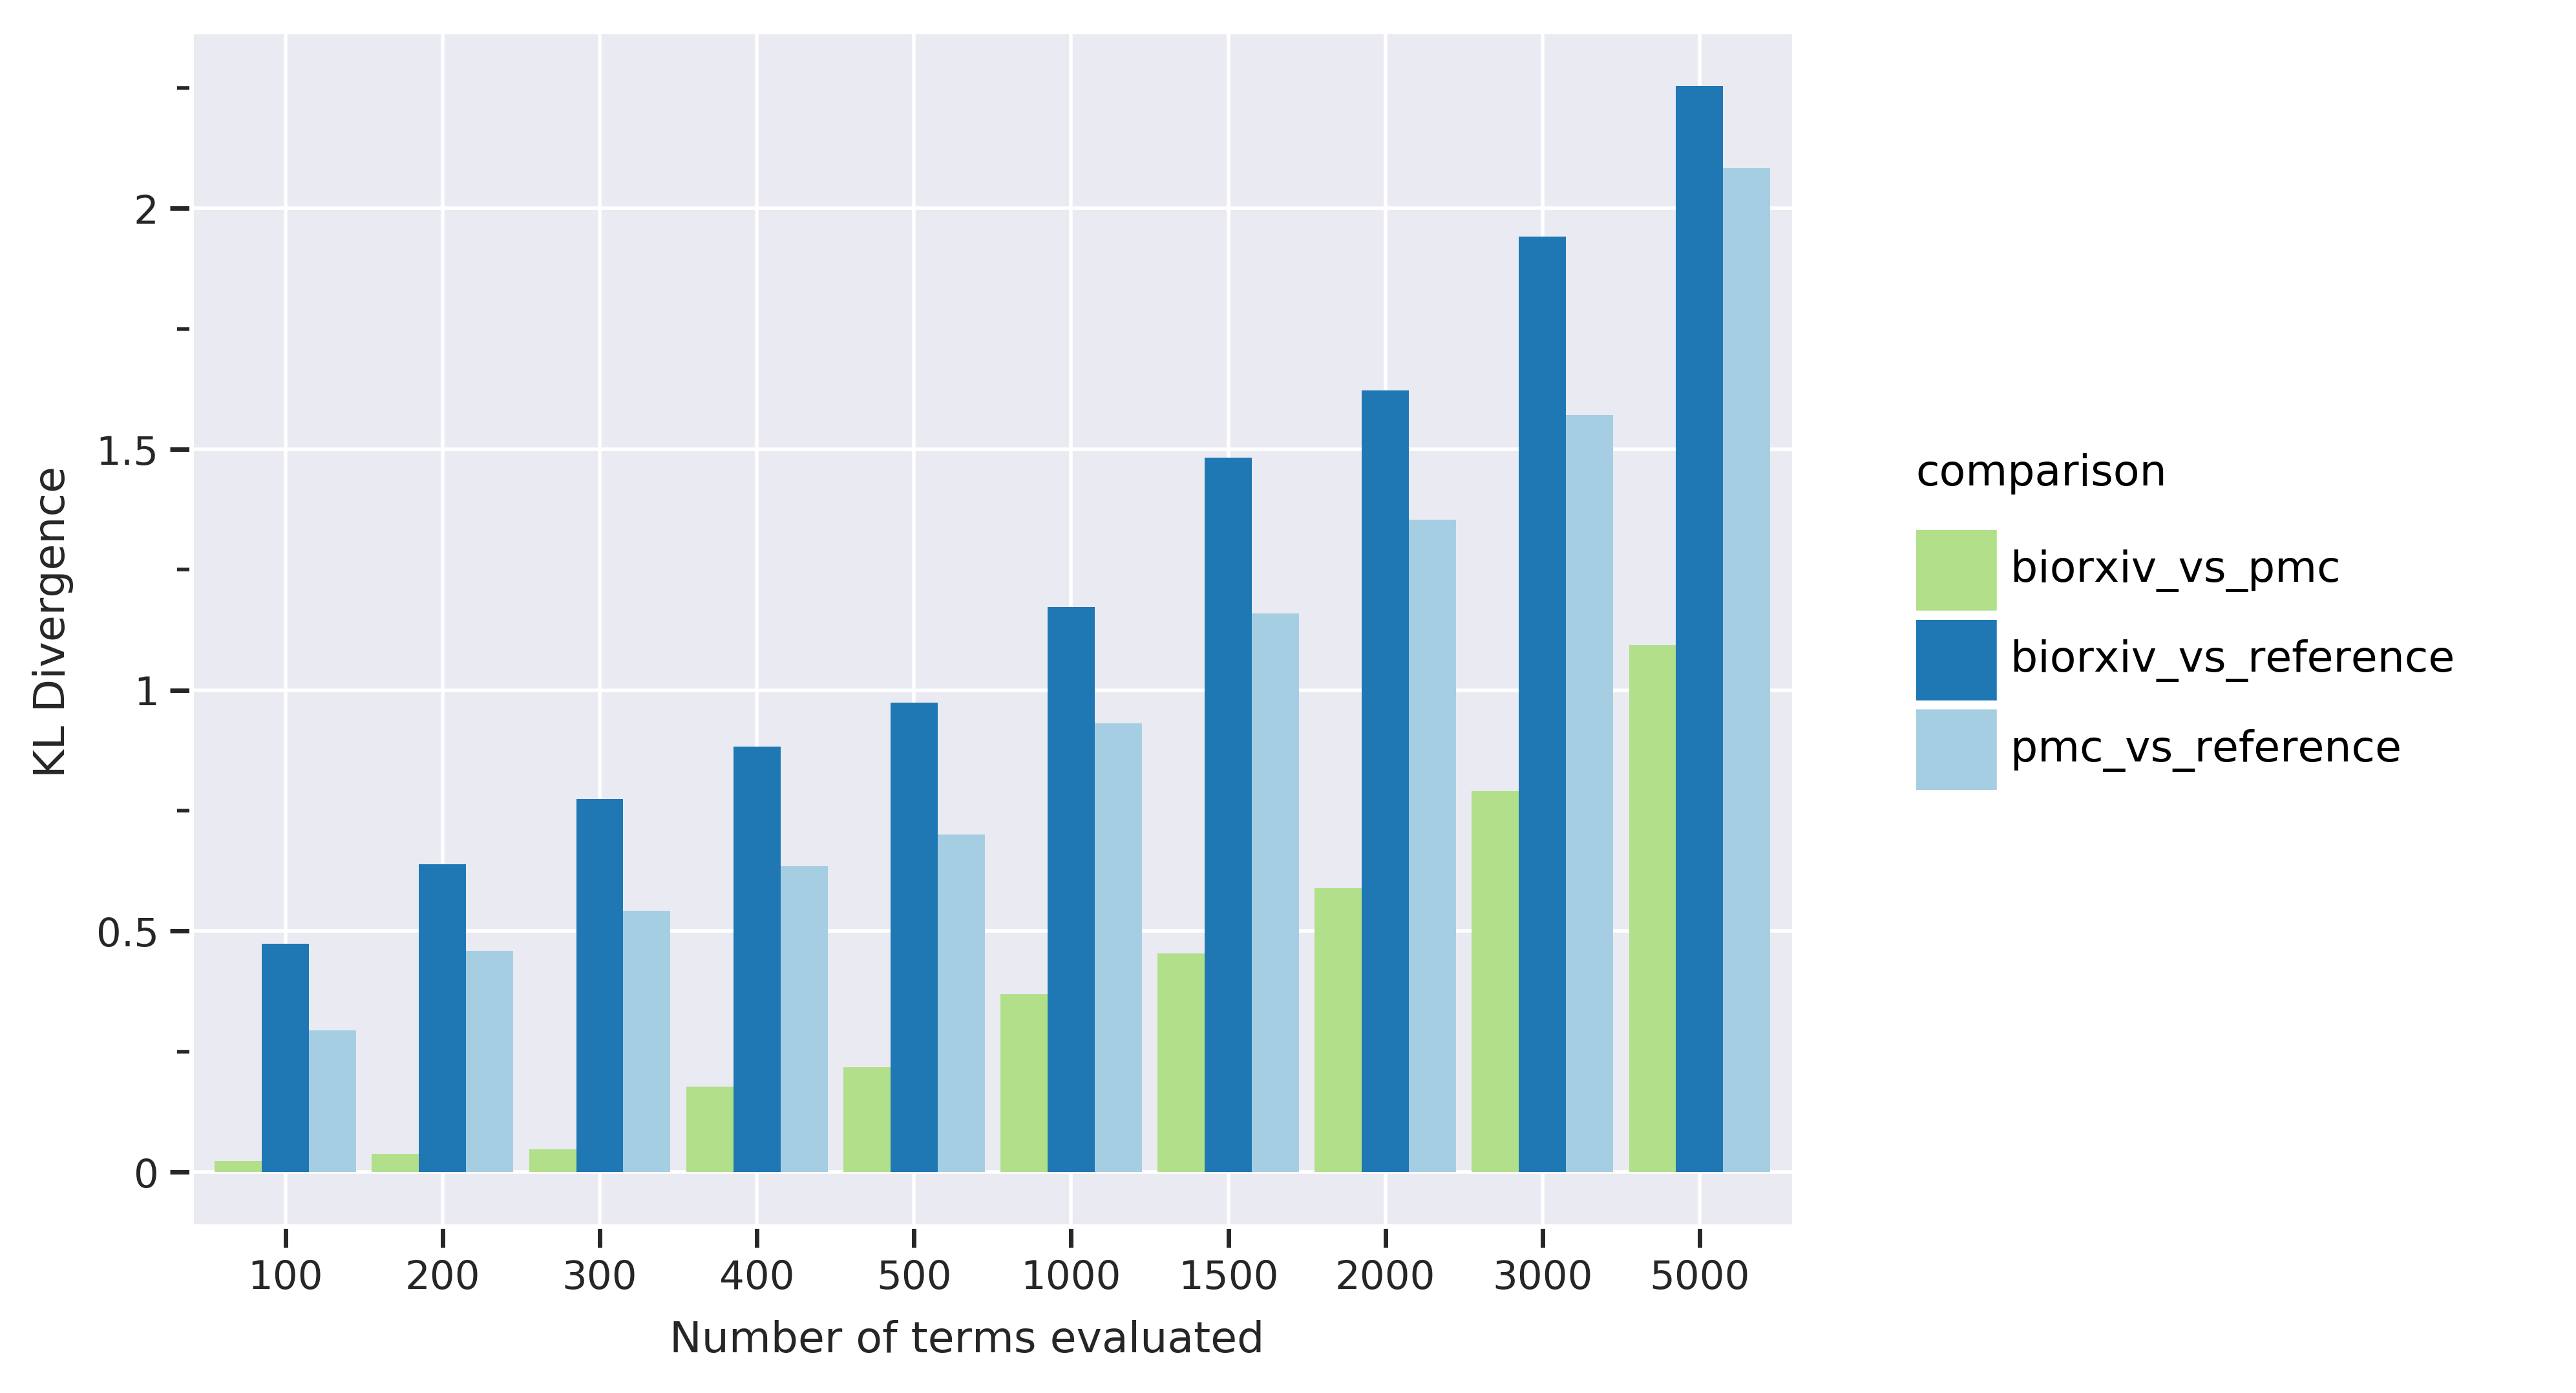 KL Divergence
2
1.5
1
0.5
0
100 200 300 400 500 1000 1500 2000 3000 5000
Number of terms evaluated
comparison
biorxiv_vs_pmc
biorxiv_vs_reference
pmc_vs_reference